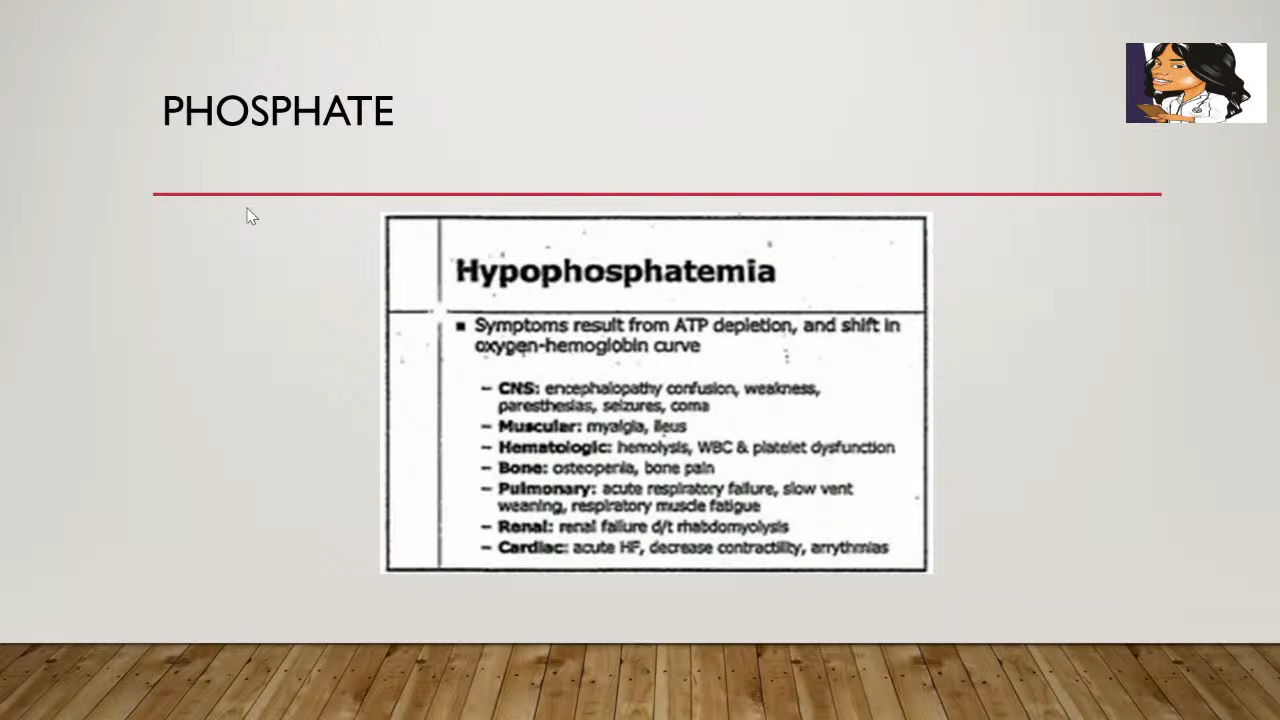 PHOSPHATE
Hypophosphatemia
▪ Symptoms result from ATP depletion, and shift in
oxygen-hemoglobin curve
– CNS: encephalopathy confusion, weakness,
paresthesias, seizures, coma
– Muscular: myalgia, ileus
– Hematologic: hemolysis, WBC & platelet dysfunction
– Bone: osteopenia, bone pain
– Pulmonary: acute respiratory failure, slow vent
weaning, respiratory muscle fatigue
– Renal: renal failure d/t rhabdomyolysis
– Cardiac: acute HF, decrease contractility, arrythmias